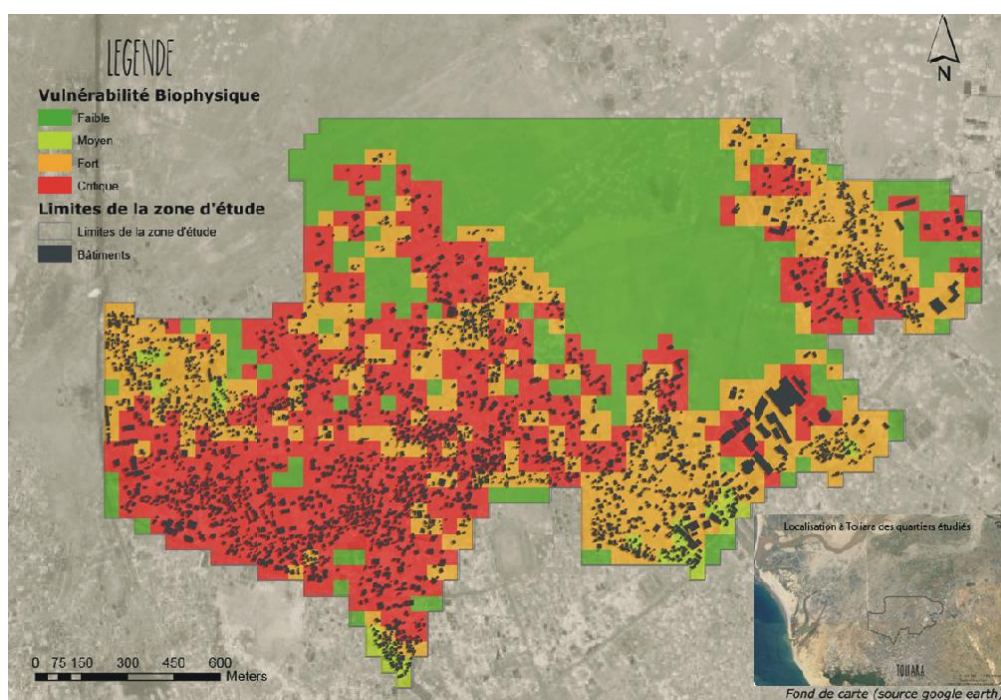 LEGENDE
Vulnérabilité Biophysique
Faible
Moyen
Fort
Critique
Limites de la zone d'étude
Limites de la zone d'étude
Bâtiments
N
Localisation à Toliara des quartiers étudiés
TOLIARA
0 75 150 300 450 600
Meters
Fond de carte (source google earth)